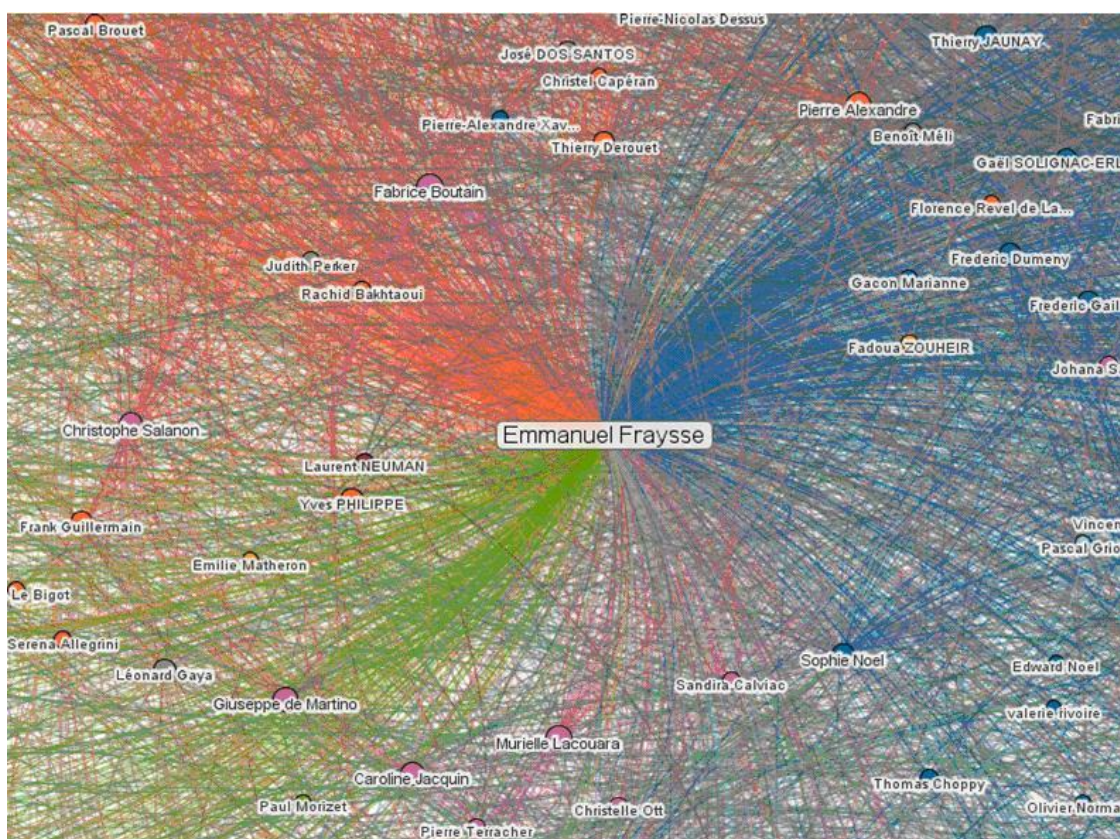 Pierre-Nicolas Dessus
Pascal Brouet
Thierry JAUNAY
José DOS SANTOS
Christel Capéran
Pierre Alexandre
Fabri
Pierre-Alexandre Xav...
Benoît Méli
Thierry Derouet
Gaël SOLIGNAC-ERL
Fabrice Boutain
Florence Revel de La...
Frederic Dumeny
Judith Perker
Gacon Marianne
Rachid Bakhtaoui
Frederic Gail
Fadoua ZOUHEIR
Johana S
Christophe Salanon
Emmanuel Fraysse
Laurent NEUMAN
Yves PHILIPPE
Frank Guillermain
Vincen
Pascal Grio
Emilie Matheron
Le Bigot
Serena Allegrini
Sophie Noel
Edward Noel
Léonard Gaya
Sandira Calviac
Giuseppe de Martino
valerie rivoire
Murielle Lacouara
Caroline Jacquin
Thomas Choppy
Paul Morizet
Christelle Ott
Olivier Norma
Pierre Terracher